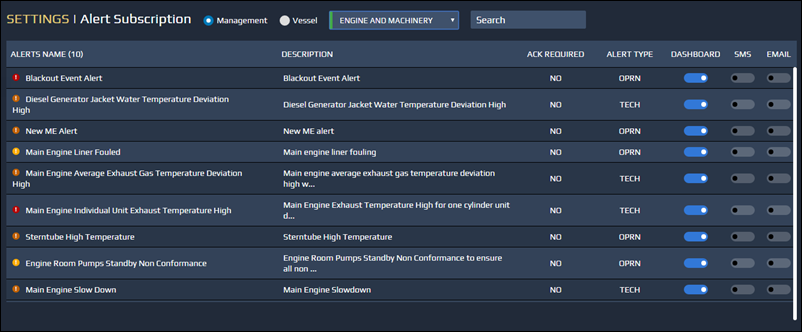 SETTINGS | Alert Subscription Management Vessel ENGINE AND MACHINERY Search
ALERTS NAME (10) DESCRIPTION ACK REQUIRED ALERT TYPE DASHBOARD SMS EMAIL
Blackout Event Alert Blackout Event Alert NO OPRN
Diesel Generator Jacket Water Temperature Deviation
High
Diesel Generator Jacket Water Temperature Deviation High NO TECH
New ME Alert New ME alert NO OPRN
Main Engine Liner Fouled Main engine liner fouling NO OPRN
Main Engine Average Exhaust Gas Temperature Deviation
High
Main engine average exhaust gas temperature deviation
high w...
NO TECH
Main Engine Individual Unit Exhaust Temperature High
Main Engine Exhaust Temperature High for one cylinder unit
d...
NO TECH
Sterntube High Temperature Sterntube High Temperature NO OPRN
Engine Room Pumps Standby Non Conformance
Engine Room Pumps Standby Non Conformance to ensure
all non ...
NO OPRN
Main Engine Slow Down Main Engine Slowdown NO TECH